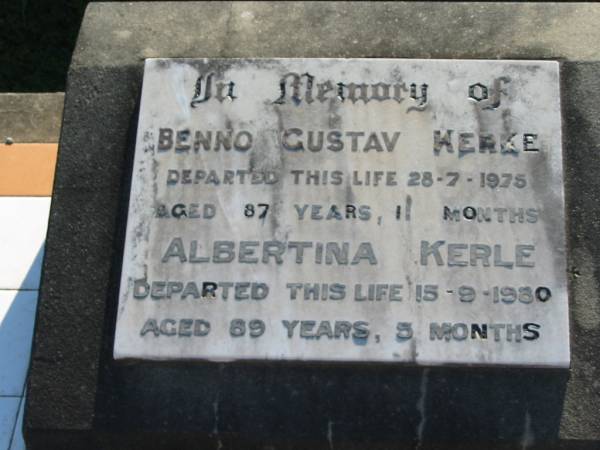 In Memory of
BENNO GUSTAV KERLE
DEPARTED THIS LIFE 28-7-1975
AGED 87 YEARS, 11 MONTHS
ALBERTINA KERLE
DEPARTED THIS LIFE 15-9-1980
AGED 89 YEARS, 5 MONTHS